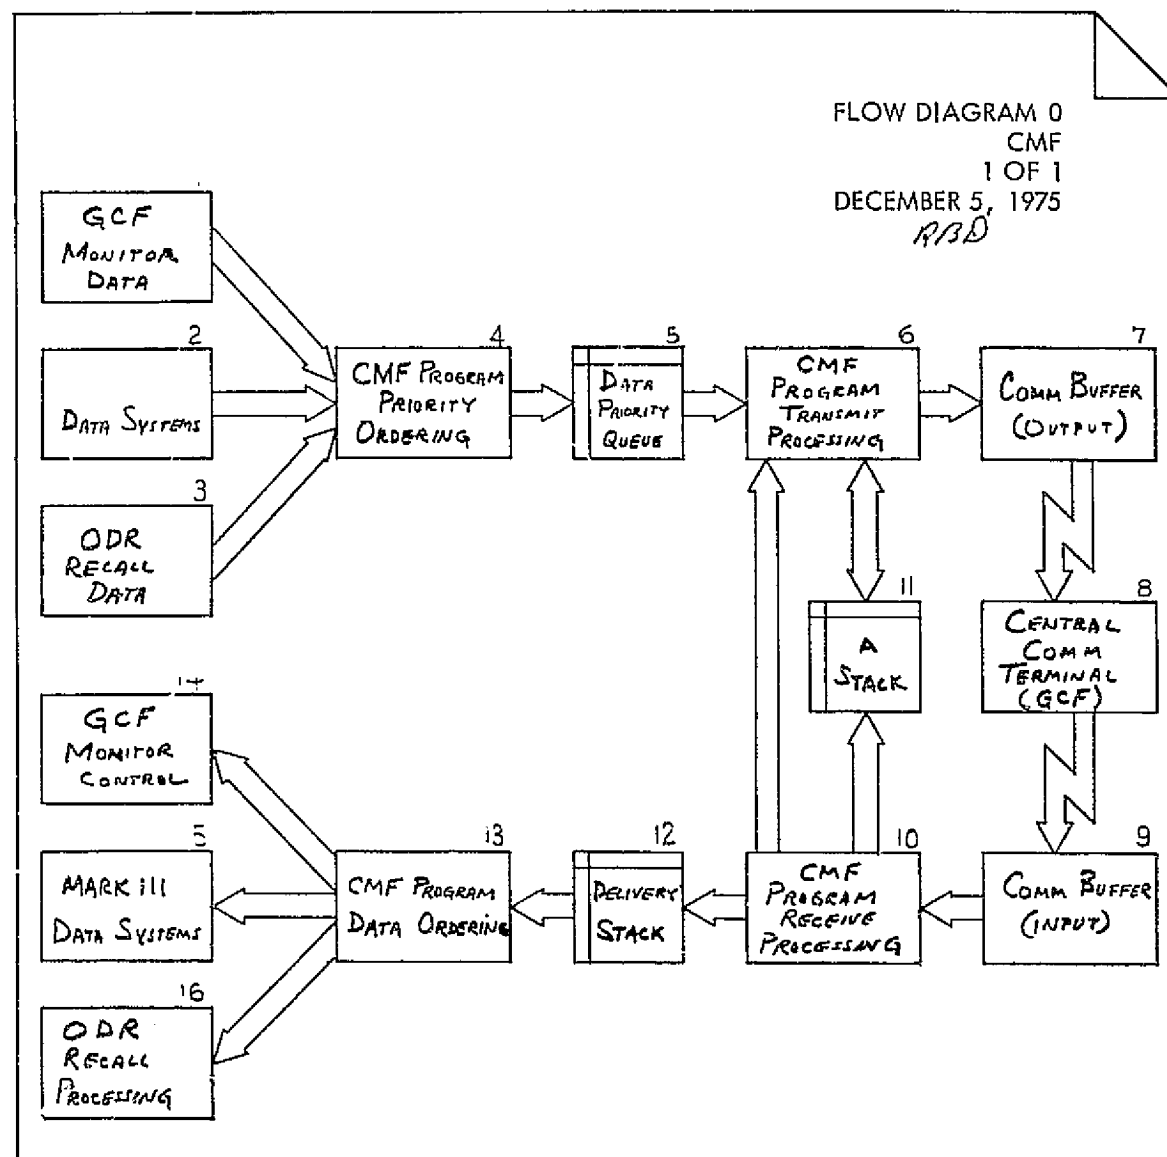 FLOW DIAGRAM 0
CMF
1 OF 1
DECEMBER 5, 1975
RBD
1
GCF
MONITOR
DATA
2
DATA SYSTEMS
3
ODR
RECALL
DATA
4
CMF PROGRAM
PRIORITY
ORDERING
5
DATA
PRIORITY
QUEUE
6
CMF
PROGRAM
TRANSMIT
PROCESSING
7
COMM BUFFER
(OUTPUT)
8
CENTRAL
COMM
TERMINAL
(GCF)
9
COMM BUFFER
(INPUT)
10
CMF
PROGRAM
RECEIVE
PROCESSING
11
A
STACK
12
DELIVERY
STACK
13
CMF PROGRAM
DATA ORDERING
14
GCF
MONITOR
CONTROL
5
MARK III
DATA SYSTEMS
16
ODR
RECALL
PROCESSING